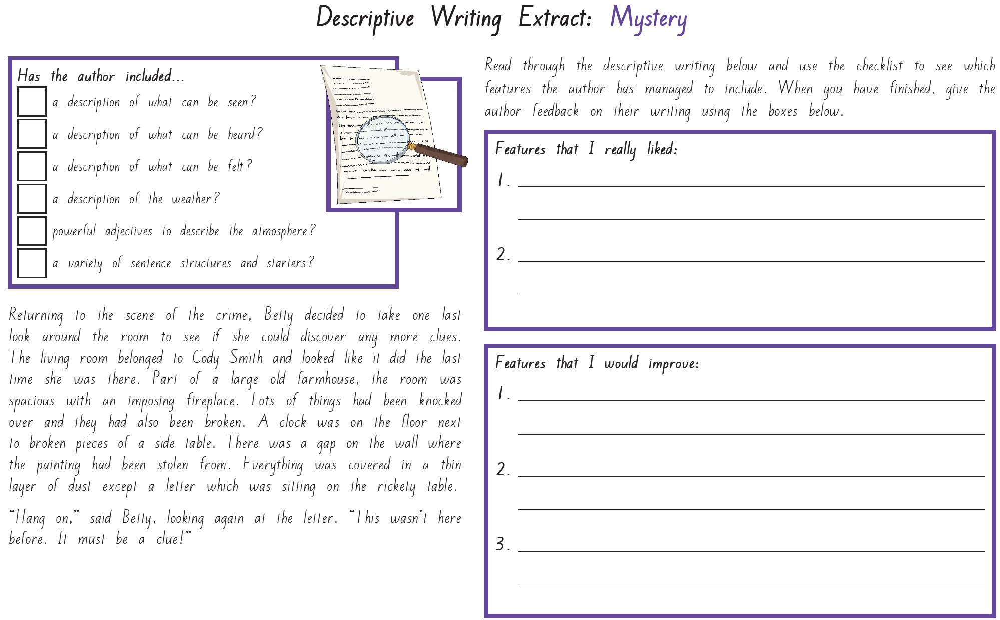 Descriptive Writing Extract: Mystery
Has the author included...
a description of what can be seen?
a description of what can be heard?
a description of what can be felt?
a description of the weather?
powerful adjectives to describe the atmosphere?
a variety of sentence structures and starters?
Returning to the scene of the crime, Betty decided to take one last
look around the room to see if she could discover any more clues.
The living room belonged to Cody Smith and looked like it did the last
time she was there. Part of a large old farmhouse, the room was
spacious with an imposing fireplace. Lots of things had been knocked
over and they had also been broken. A clock was on the floor next
to broken pieces of a side table. There was a gap on the wall where
the painting had been stolen from. Everything was covered in a thin
layer of dust except a letter which was sitting on the rickety table.
“Hang on,” said Betty, looking again at the letter. “This wasn’t here
before. It must be a clue!”
Read through the descriptive writing below and use the checklist to see which
features the author has managed to include. When you have finished, give the
author feedback on their writing using the boxes below.
Features that I really liked:
1.
2.
Features that I would improve:
1.
2.
3.